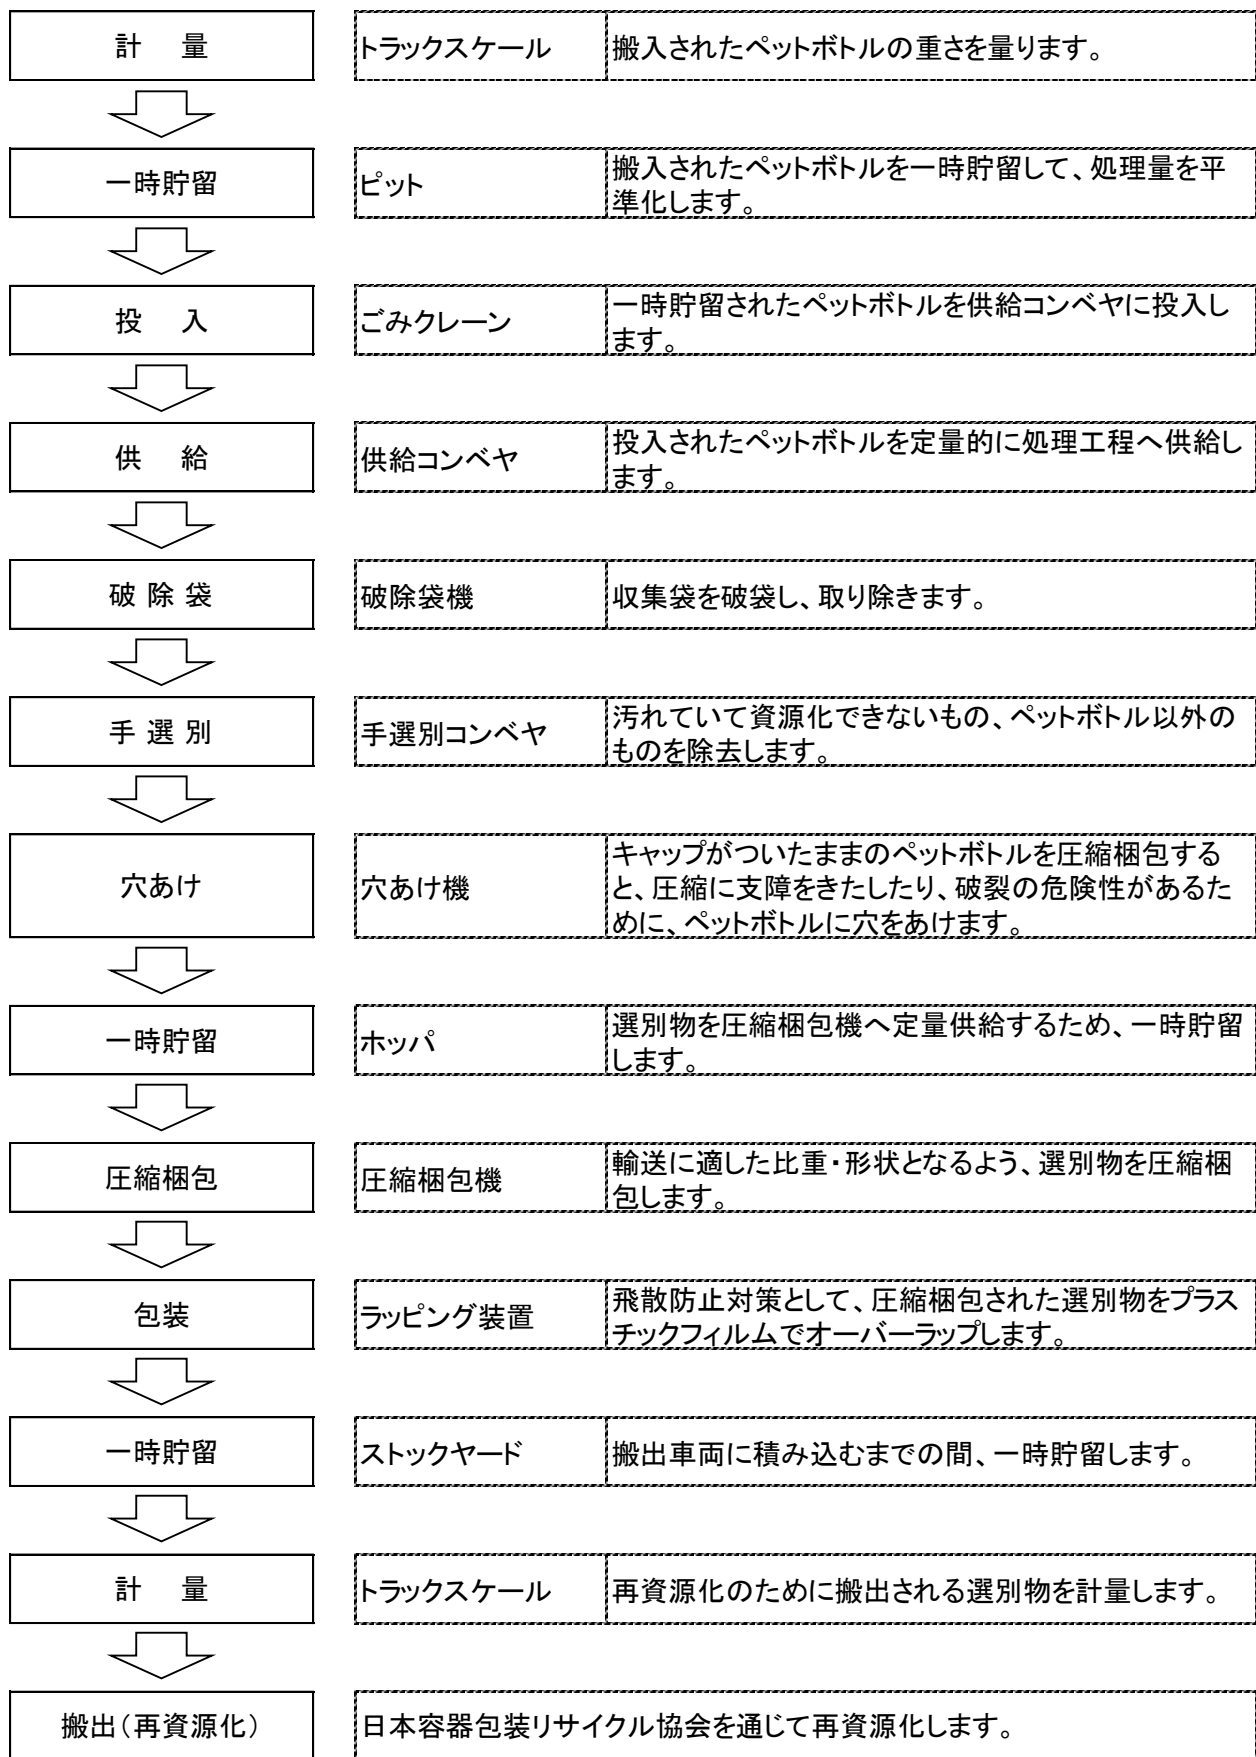 計　量
トラックスケール
搬入されたペットボトルの重さを量ります。
一時貯留
ピット
搬入されたペットボトルを一時貯留して、処理量を平
準化します。
投　入
ごみクレーン
一時貯留されたペットボトルを供給コンベヤに投入し
ます。
供　給
供給コンベヤ
投入されたペットボトルを定量的に処理工程へ供給し
ます。
破 除 袋
破除袋機
収集袋を破袋し、取り除きます。
手 選 別
手選別コンベヤ
汚れていて資源化できないもの、ペットボトル以外の
ものを除去します。
穴あけ
穴あけ機
キャップがついたままのペットボトルを圧縮梱包する
と、圧縮に支障をきたしたり、破裂の危険性があるた
めに、ペットボトルに穴をあけます。
一時貯留
ホッパ
選別物を圧縮梱包機へ定量供給するため、一時貯留
します。
圧縮梱包
圧縮梱包機
輸送に適した比重・形状となるよう、選別物を圧縮梱
包します。
包装
ラッピング装置
飛散防止対策として、圧縮梱包された選別物をプラス
チックフィルムでオーバーラップします。
一時貯留
ストックヤード
搬出車両に積み込むまでの間、一時貯留します。
計　量
トラックスケール
再資源化のために搬出される選別物を計量します。
搬出（再資源化）
日本容器包装リサイクル協会を通じて再資源化します。